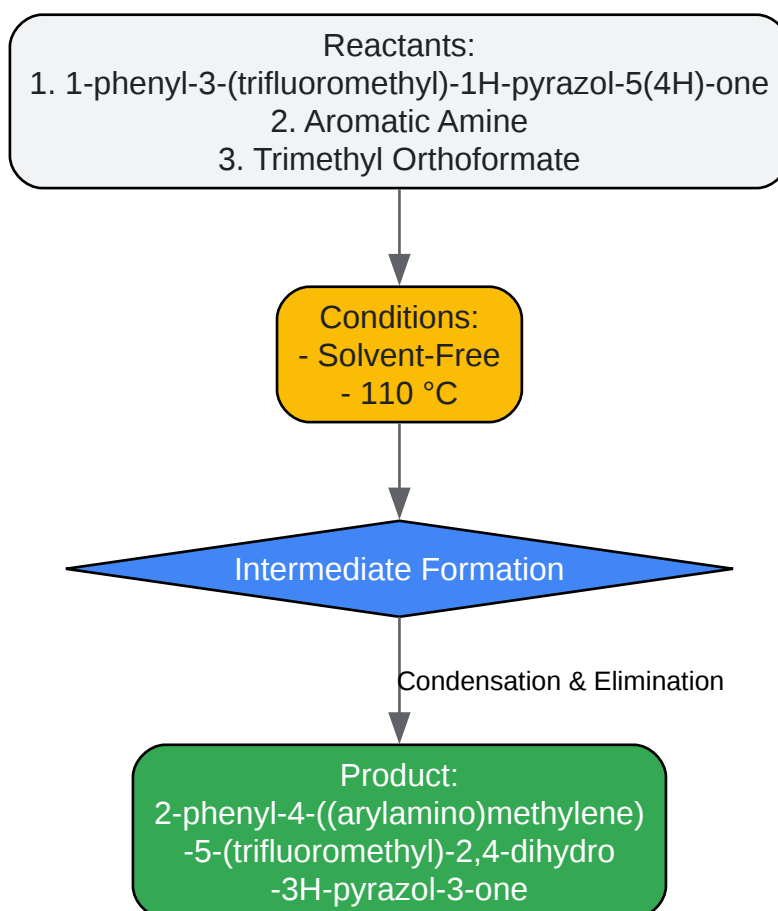 Reactants:
1. 1-phenyl-3-(trifluoromethyl)-1H-pyrazol-5(4H)-one
2. Aromatic Amine
3. Trimethyl Orthoformate
Conditions:
- Solvent-Free
- 110 °C
Intermediate Formation
Condensation & Elimination
Product:
2-phenyl-4-((arylamino)methylene)
-5-(trifluoromethyl)-2,4-dihydro
-3H-pyrazol-3-one